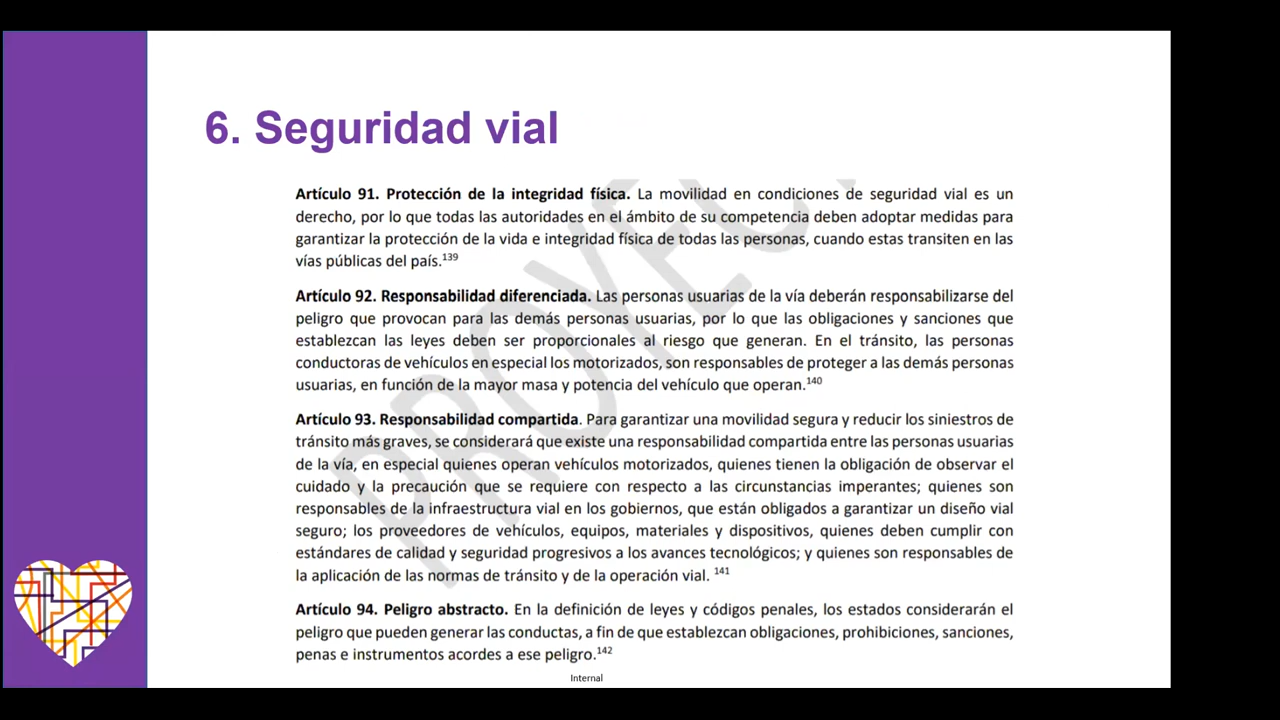 6. Seguridad vial
Artículo 91. Protección de la integridad física. La movilidad en condiciones de seguridad vial es un
derecho, por lo que todas las autoridades en el ámbito de su competencia deben adoptar medidas para
garantizar la protección de la vida e integridad física de todas las personas, cuando estas transiten en las
vías públicas del país.139
Artículo 92. Responsabilidad diferenciada. Las personas usuarias de la vía deberán responsabilizarse del
peligro que provocan para las demás personas usuarias, por lo que las obligaciones y sanciones que
establezcan las leyes deben ser proporcionales al riesgo que generan. En el tránsito, las personas
conductoras de vehículos en especial los motorizados, son responsables de proteger a las demás personas
usuarias, en función de la mayor masa y potencia del vehículo que operan.140
Artículo 93. Responsabilidad compartida. Para garantizar una movilidad segura y reducir los siniestros de
tránsito más graves, se considerará que existe una responsabilidad compartida entre las personas usuarias
de la vía, en especial quienes operan vehículos motorizados, quienes tienen la obligación de observar el
cuidado y la precaución que se requiere con respecto a las circunstancias imperantes; quienes son
responsables de la infraestructura vial en los gobiernos, que están obligados a garantizar un diseño vial
seguro; los proveedores de vehículos, equipos, materiales y dispositivos, quienes deben cumplir con
estándares de calidad y seguridad progresivos a los avances tecnológicos; y quienes son responsables de
la aplicación de las normas de tránsito y de la operación vial. 141
Artículo 94. Peligro abstracto. En la definición de leyes y códigos penales, los estados considerarán el
peligro que pueden generar las conductas, a fin de que establezcan obligaciones, prohibiciones, sanciones,
penas e instrumentos acordes a ese peligro.142
Internal
PROYEC